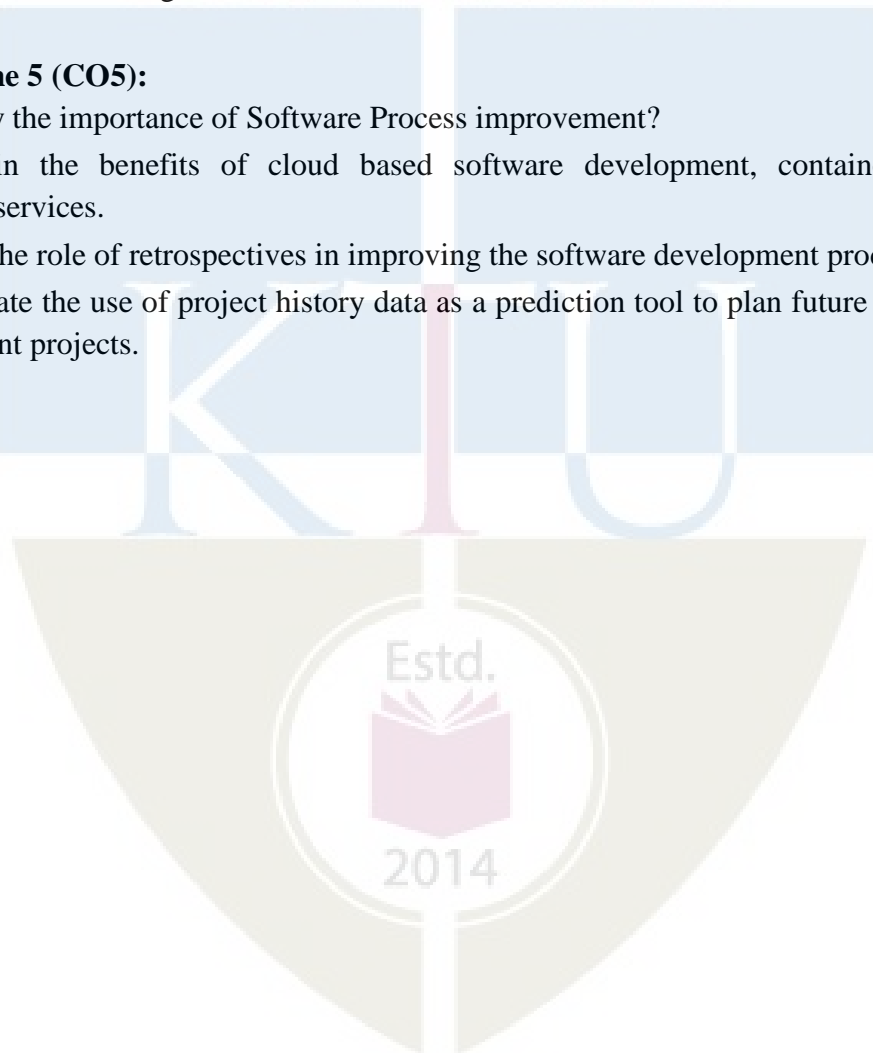 ne 5 (CO5):
y the importance of Software Process improvement?
in the benefits of cloud based software development, contain
services.
he role of retrospectives in improving the software development pro
ate the use of project history data as a prediction tool to plan future
nt projects.
KTU
Estd.
2014